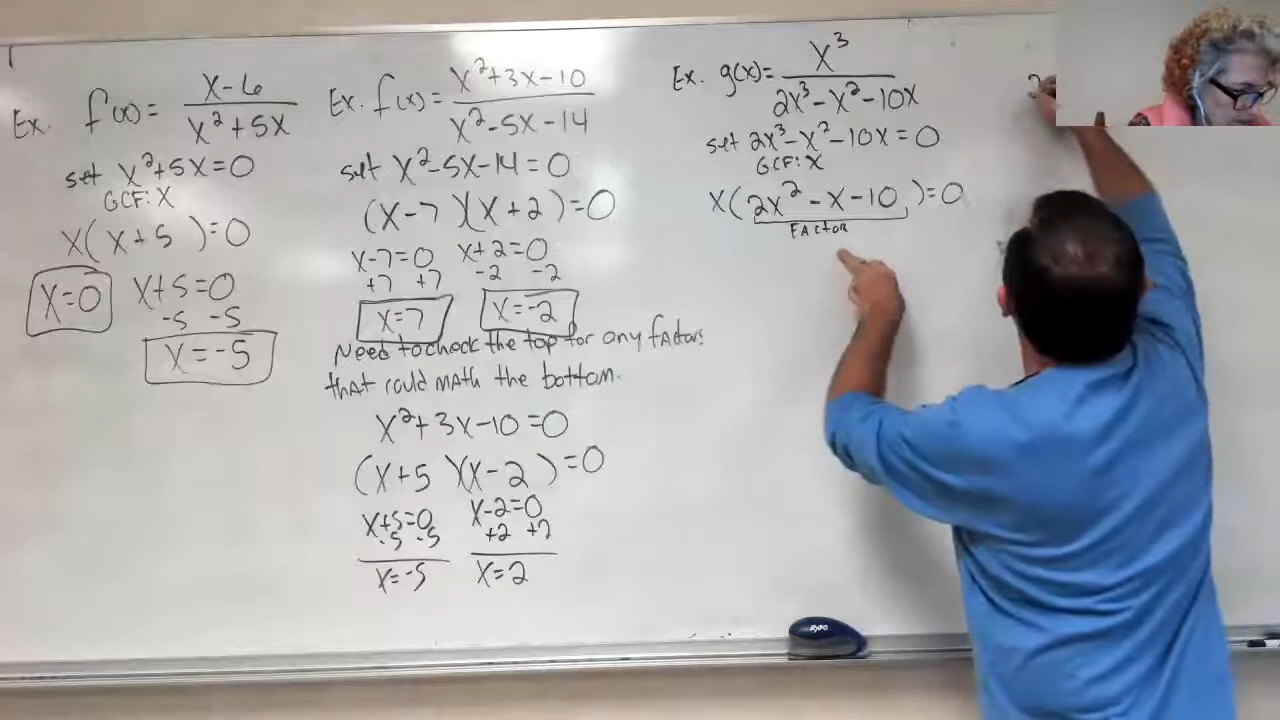 Ex. f(x) = x-6 / x²+5x
set x²+5x=0
GCF: x
x(x+5)=0
x=0 x+5=0
-5 -5
x=-5
Ex. f(x) = x²+3x-10 / x²-5x-14
set x²-5x-14=0
(x-7)(x+2)=0
x-7=0 x+2=0
+7 +7 -2 -2
x=7 x=-2
Need to check the top for any factors
that could math the bottom.
x²+3x-10=0
(x+5)(x-2)=0
x+5=0 x-2=0
-5 -5 +2 +2
x=-5 x=2
Ex. g(x) = x³ / 2x³-x²-10x
set 2x³-x²-10x=0
GCF: x
x(2x²-x-10)=0
FACTOR
2
EXPO